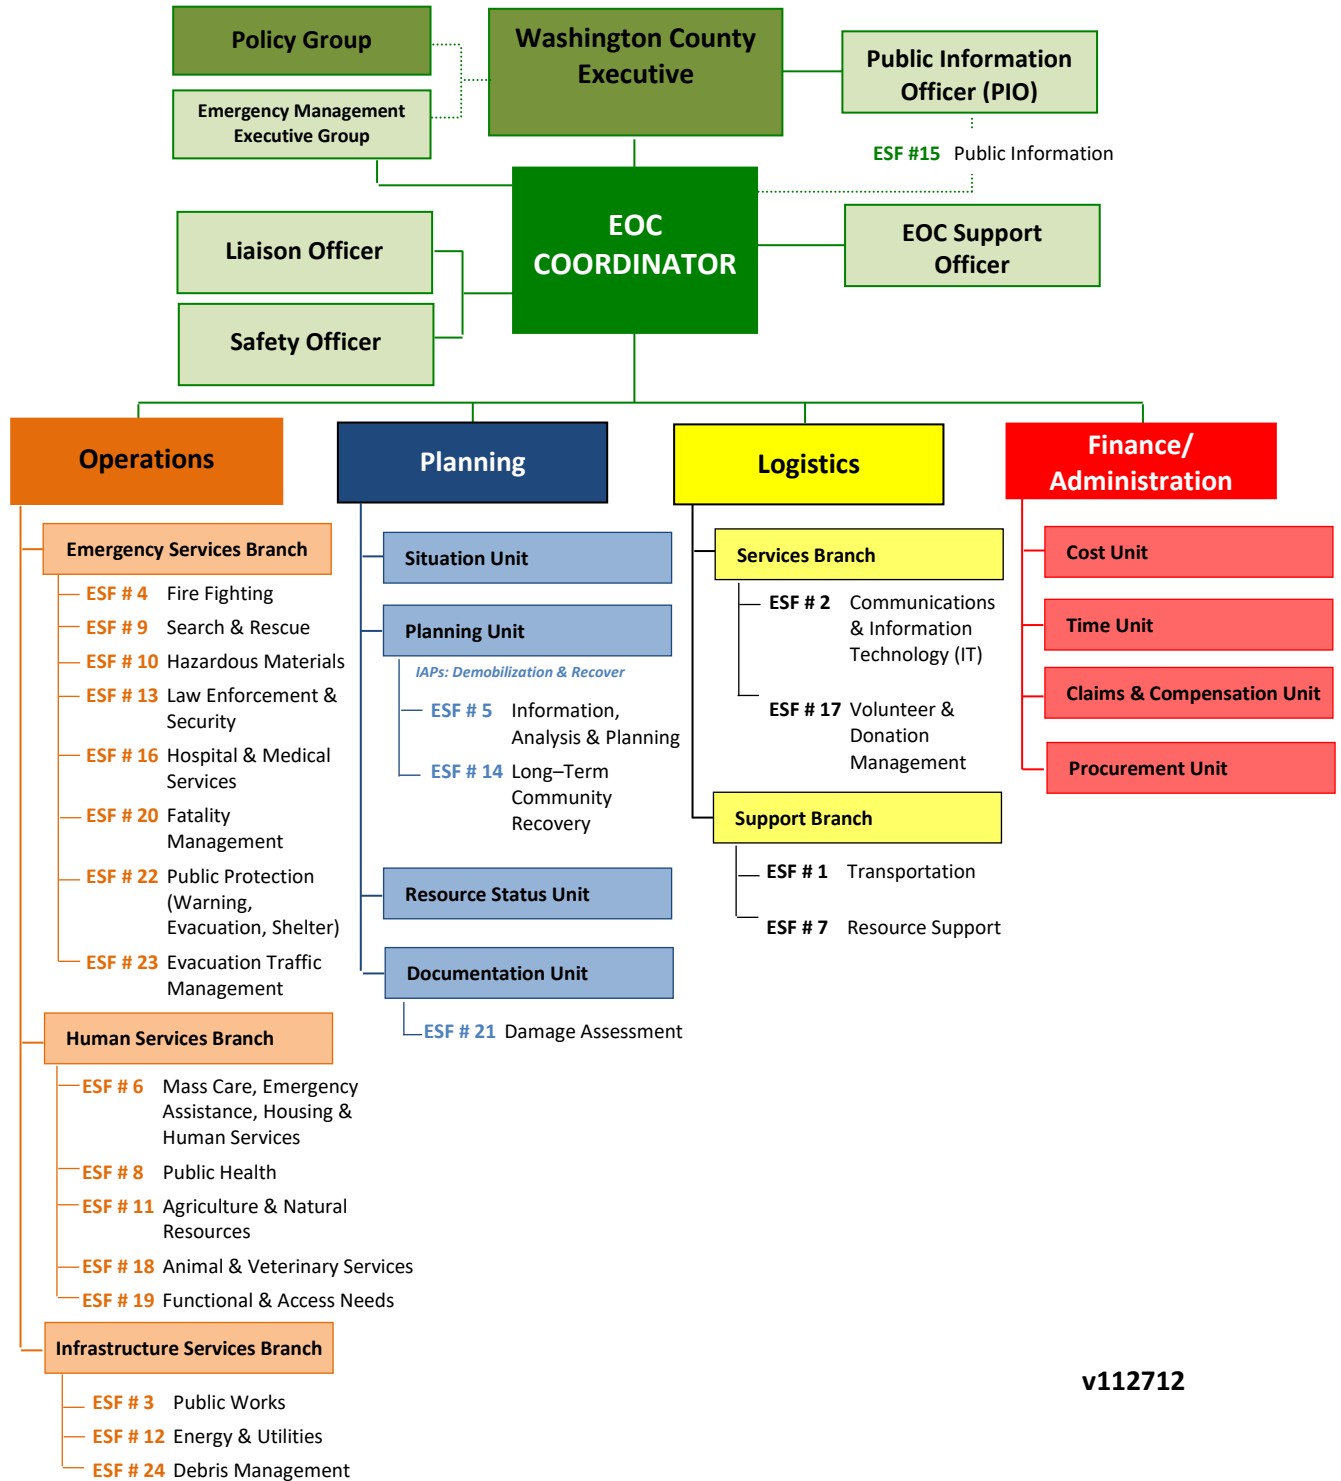 Policy Group
Washington County
Executive
Public Information
Officer (PIO)
Emergency Management
Executive Group
ESF #15 Public Information
EOC
COORDINATOR
Liaison Officer
EOC Support
Officer
Safety Officer
Operations
Emergency Services Branch
ESF # 4 Fire Fighting
ESF # 9 Search & Rescue
ESF # 10 Hazardous Materials
ESF # 13 Law Enforcement &
Security
ESF # 16 Hospital & Medical
Services
ESF # 20 Fatality
Management
ESF # 22 Public Protection
(Warning,
Evacuation, Shelter)
ESF # 23 Evacuation Traffic
Management
Human Services Branch
ESF # 6 Mass Care, Emergency
Assistance, Housing &
Human Services
ESF # 8 Public Health
ESF # 11 Agriculture & Natural
Resources
ESF # 18 Animal & Veterinary Services
ESF # 19 Functional & Access Needs
Infrastructure Services Branch
ESF # 3 Public Works
ESF # 12 Energy & Utilities
ESF # 24 Debris Management
Planning
Situation Unit
Planning Unit
IAPs: Demobilization & Recover
ESF # 5 Information,
Analysis & Planning
ESF # 14 Long–Term
Community
Recovery
Resource Status Unit
Documentation Unit
ESF # 21 Damage Assessment
Logistics
Services Branch
ESF # 2 Communications
& Information
Technology (IT)
ESF # 17 Volunteer &
Donation
Management
Support Branch
ESF # 1 Transportation
ESF # 7 Resource Support
Finance/
Administration
Cost Unit
Time Unit
Claims & Compensation Unit
Procurement Unit
v112712